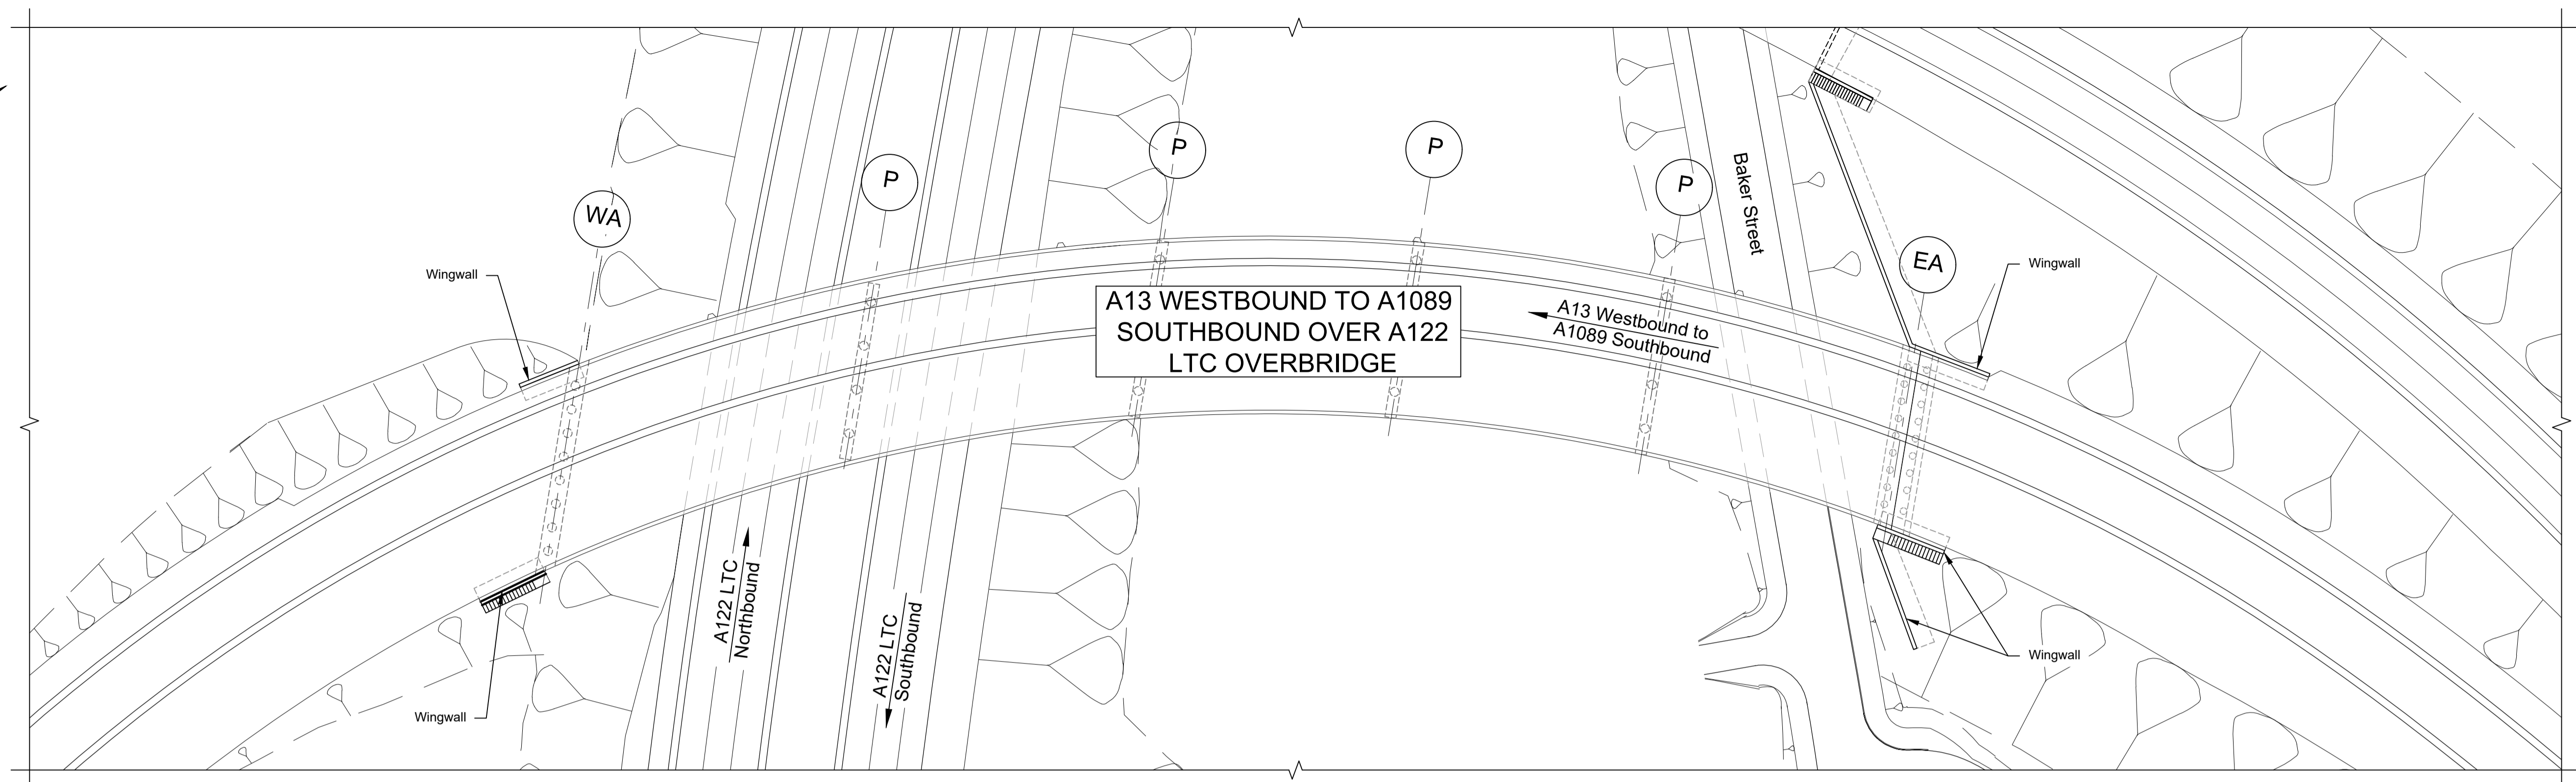 P
P
P
P
WA
Baker Street
EA
Wingwall
Wingwall
A13 WESTBOUND TO A1089
SOUTHBOUND OVER A122
LTC OVERBRIDGE
A13 Westbound to
A1089 Southbound
A122 LTC
Northbound
A122 LTC
Southbound
Wingwall
Wingwall